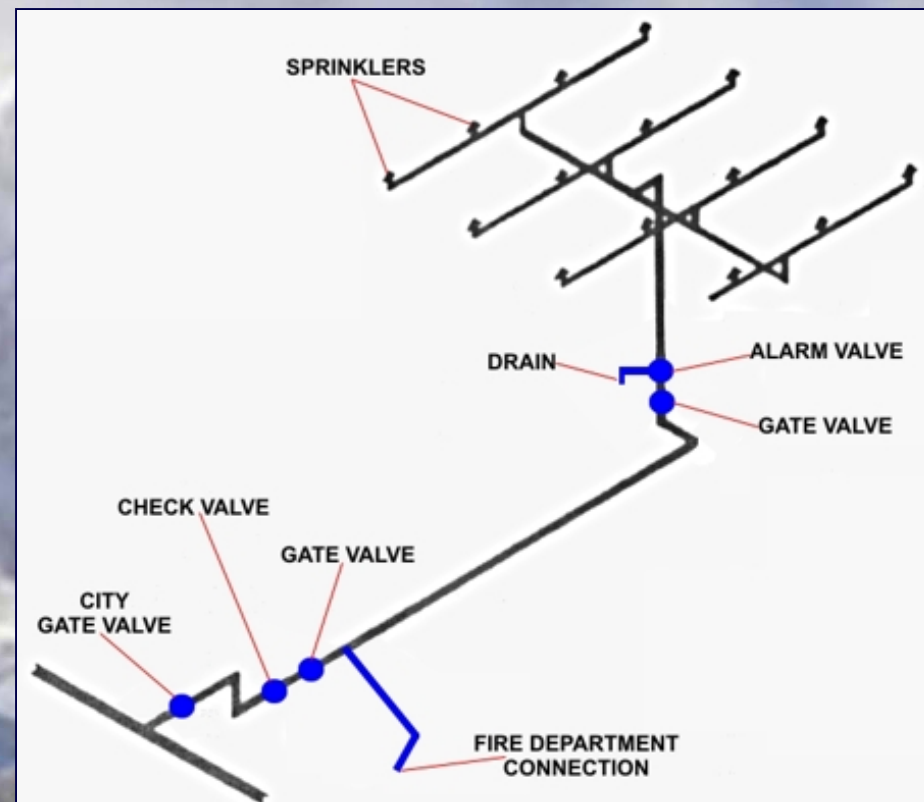 SPRINKLERS
DRAIN
ALARM VALVE
GATE VALVE
CHECK VALVE
GATE VALVE
CITY
GATE VALVE
FIRE DEPARTMENT
CONNECTION